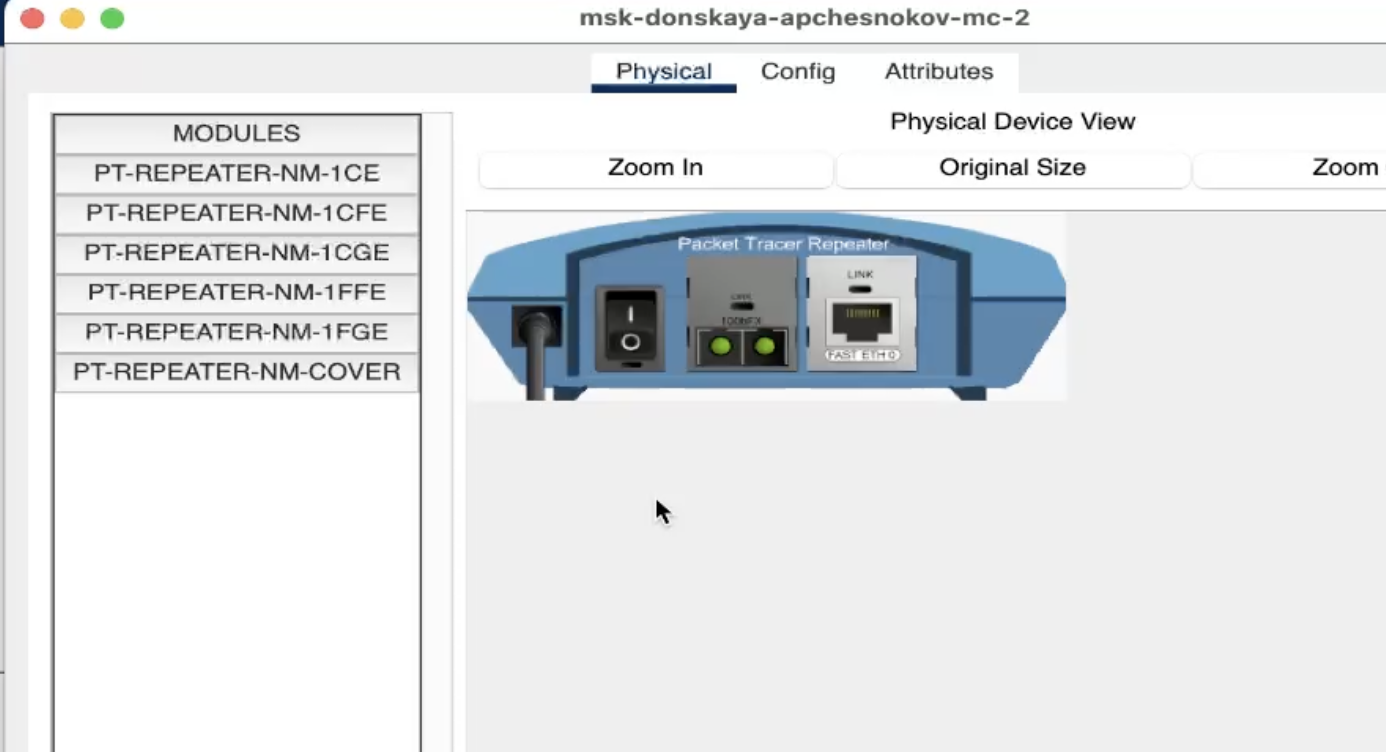 msk-donskaya-apchesnokov-mc-2
Physical Config Attributes
MODULES
PT-REPEATER-NM-1CE
PT-REPEATER-NM-1CFE
PT-REPEATER-NM-1CGE
PT-REPEATER-NM-1FFE
PT-REPEATER-NM-1FGE
PT-REPEATER-NM-COVER
Physical Device View
Zoom In Original Size Zoom
Packet Tracer Repeater
LINK
LINK
100bFX
FAST ETH 0